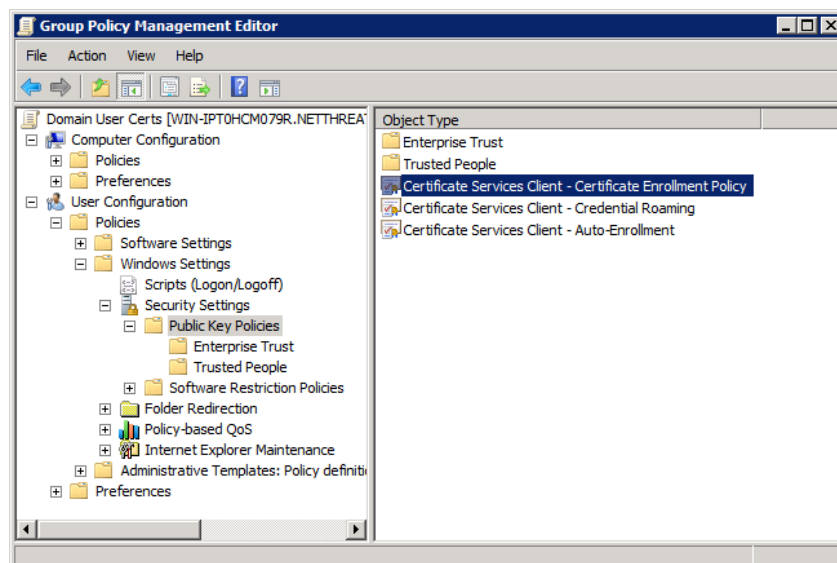 Group Policy Management Editor
File Action View Help
Domain User Certs [WIN-IPT0HCM079R.NETTHREA
Computer Configuration
Policies
Preferences
User Configuration
Policies
Software Settings
Windows Settings
Scripts (Logon/Logoff)
Security Settings
Public Key Policies
Enterprise Trust
Trusted People
Software Restriction Policies
Folder Redirection
Policy-based QoS
Internet Explorer Maintenance
Administrative Templates: Policy definiti
Preferences
Object Type
Enterprise Trust
Trusted People
Certificate Services Client - Certificate Enrollment Policy
Certificate Services Client - Credential Roaming
Certificate Services Client - Auto-Enrollment